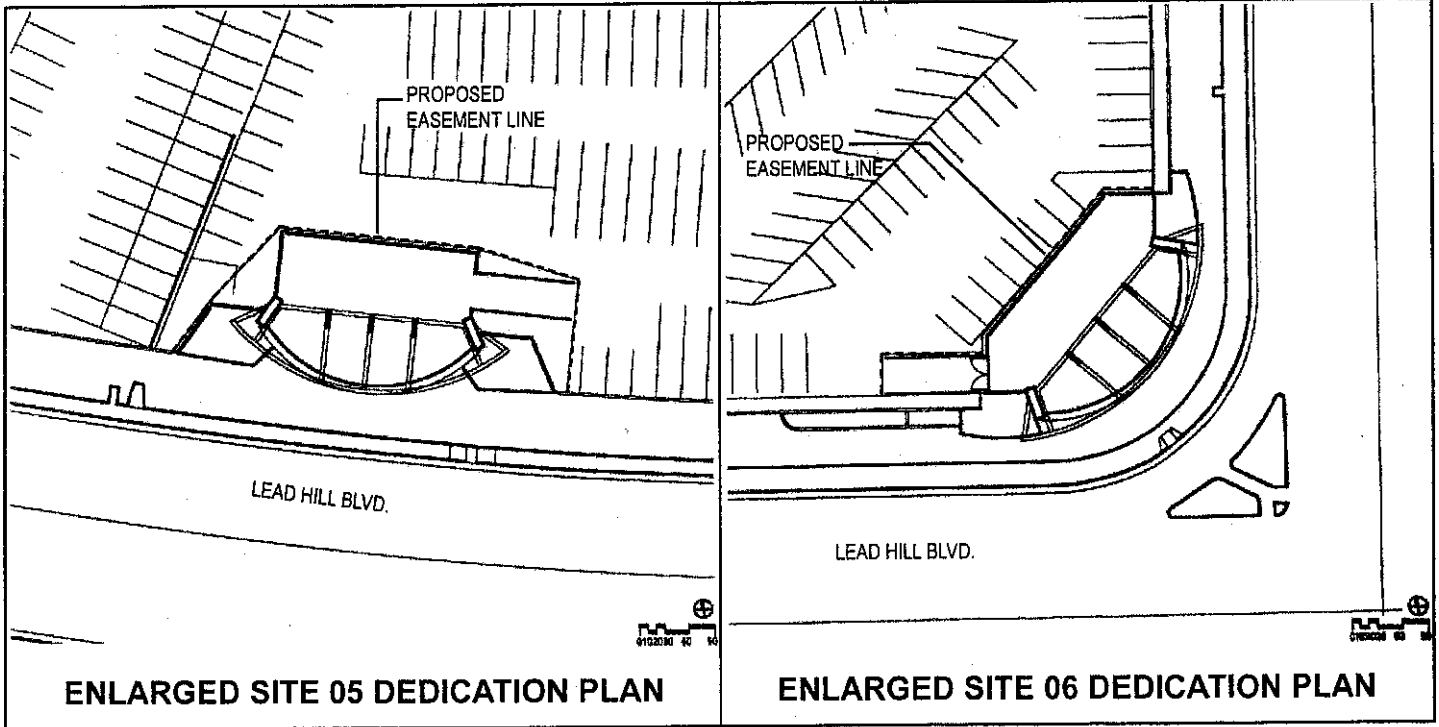 PROPOSED
EASEMENT LINE
LEAD HILL BLVD.
ENLARGED SITE 05 DEDICATION PLAN
PROPOSED
EASEMENT LINE
LEAD HILL BLVD.
ENLARGED SITE 06 DEDICATION PLAN